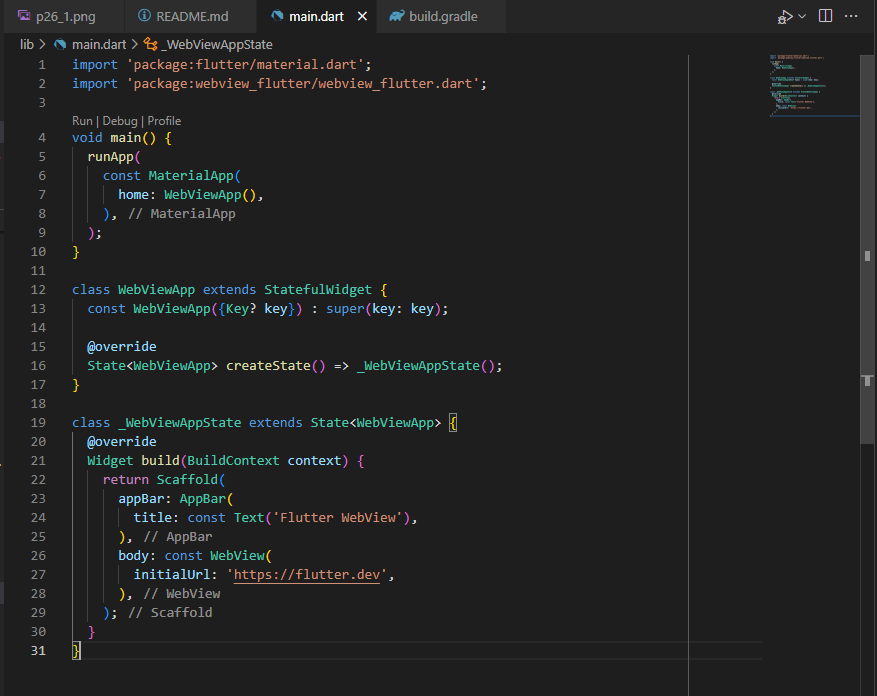 p26_1.png README.md main.dart build.gradle
lib > main.dart > _WebViewAppState
1 import 'package:flutter/material.dart';
2 import 'package:webview_flutter/webview_flutter.dart';
3
Run | Debug | Profile
4 void main() {
5 runApp(
6 const MaterialApp(
7 home: WebViewApp(),
8 ), // MaterialApp
9 );
10 }
11
12 class WebViewApp extends StatefulWidget {
13 const WebViewApp({Key? key}) : super(key: key);
14
15 @override
16 State<WebViewApp> createState() => _WebViewAppState();
17 }
18
19 class _WebViewAppState extends State<WebViewApp> {
20 @override
21 Widget build(BuildContext context) {
22 return Scaffold(
23 appBar: AppBar(
24 title: const Text('Flutter WebView'),
25 ), // AppBar
26 body: const WebView(
27 initialUrl: 'https://flutter.dev',
28 ), // WebView
29 ); // Scaffold
30 }
31 }